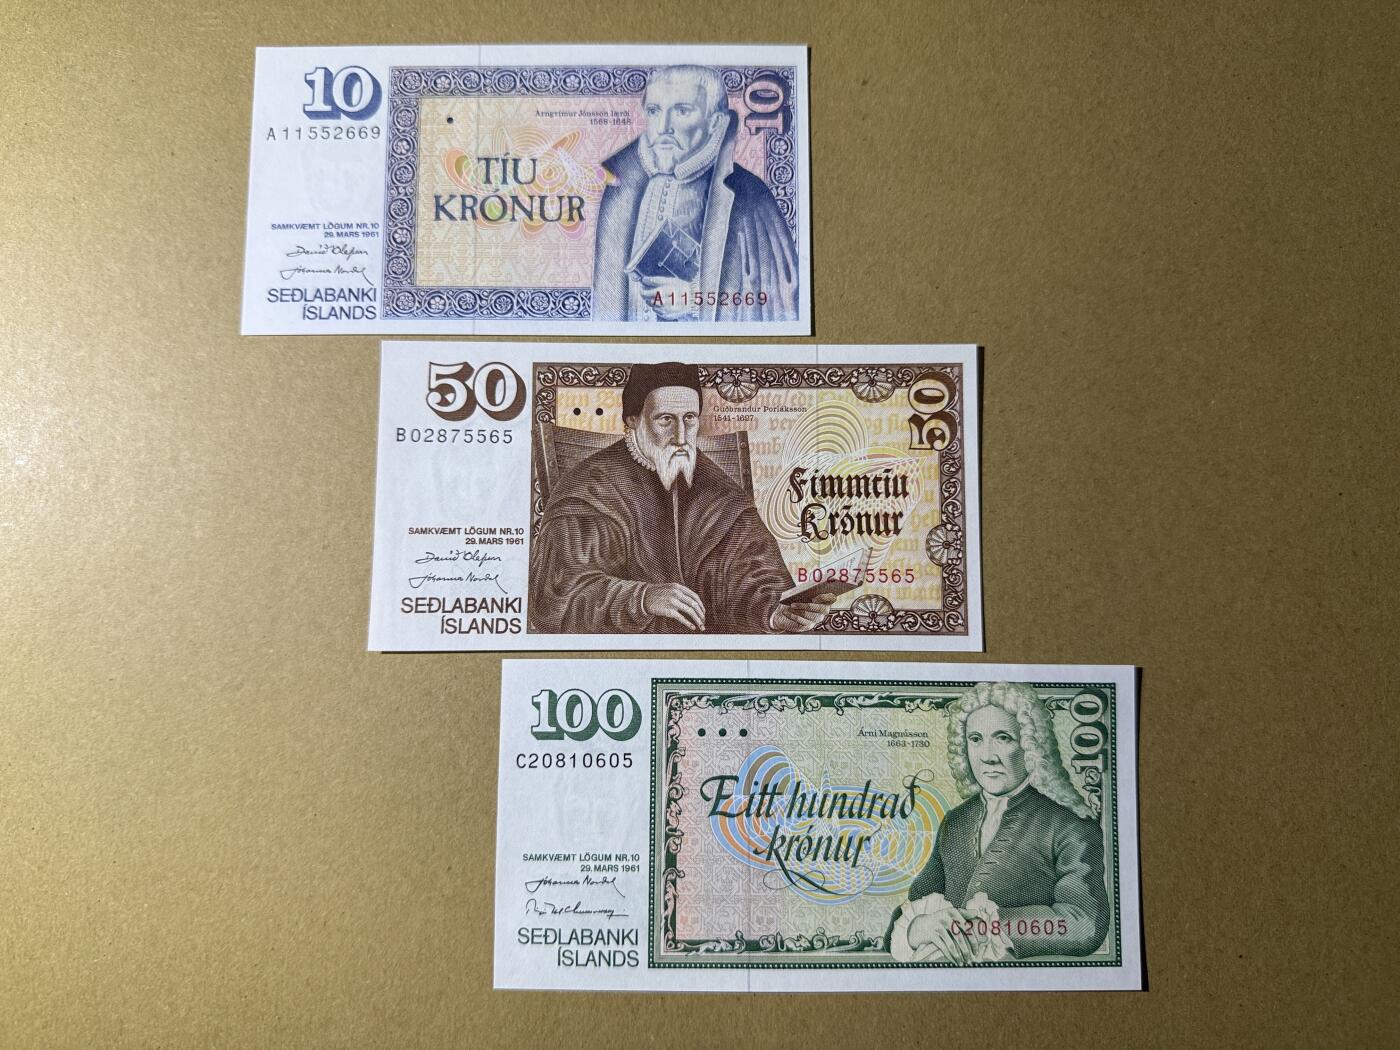 10
A11552669
SAMKVÆMT LÖGUM NR.10
29. MARS 1961
SEÐLABANKI
ÍSLANDS
Arngrímur Jónsson lærði
1568-1648
10
TÍU
KRÓNUR
A11552669
50
B02875565
SAMKVÆMT LÖGUM NR.10
29. MARS 1961
SEÐLABANKI
ÍSLANDS
Guðbrandur Þorláksson
1541-1627
50
Fimmtíu
Krónur
B02875565
100
C20810605
SAMKVÆMT LÖGUM NR.10
29. MARS 1961
SEÐLABANKI
ÍSLANDS
Árni Magnússon
1663-1730
100
Eitt hundrað
krónur
C20810605